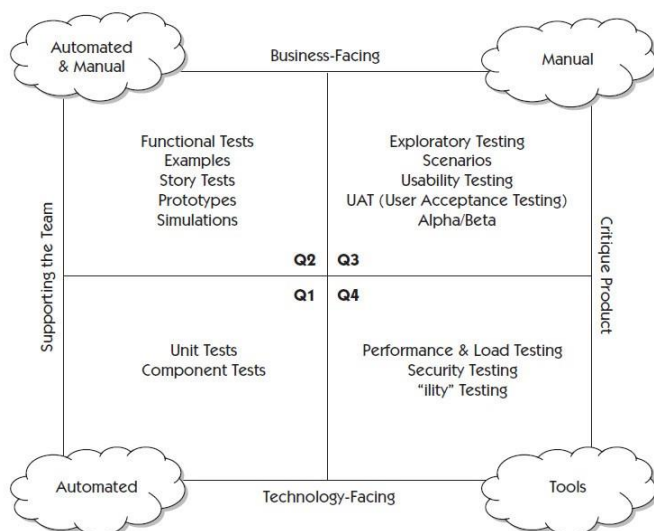 Automated
& Manual
Business-Facing
Manual
Supporting the Team
Functional Tests
Examples
Story Tests
Prototypes
Simulations
Q2
Exploratory Testing
Scenarios
Usability Testing
UAT (User Acceptance Testing)
Alpha/Beta
Q3
Critique Product
Q1
Unit Tests
Component Tests
Q4
Performance & Load Testing
Security Testing
“ility” Testing
Automated
Technology-Facing
Tools